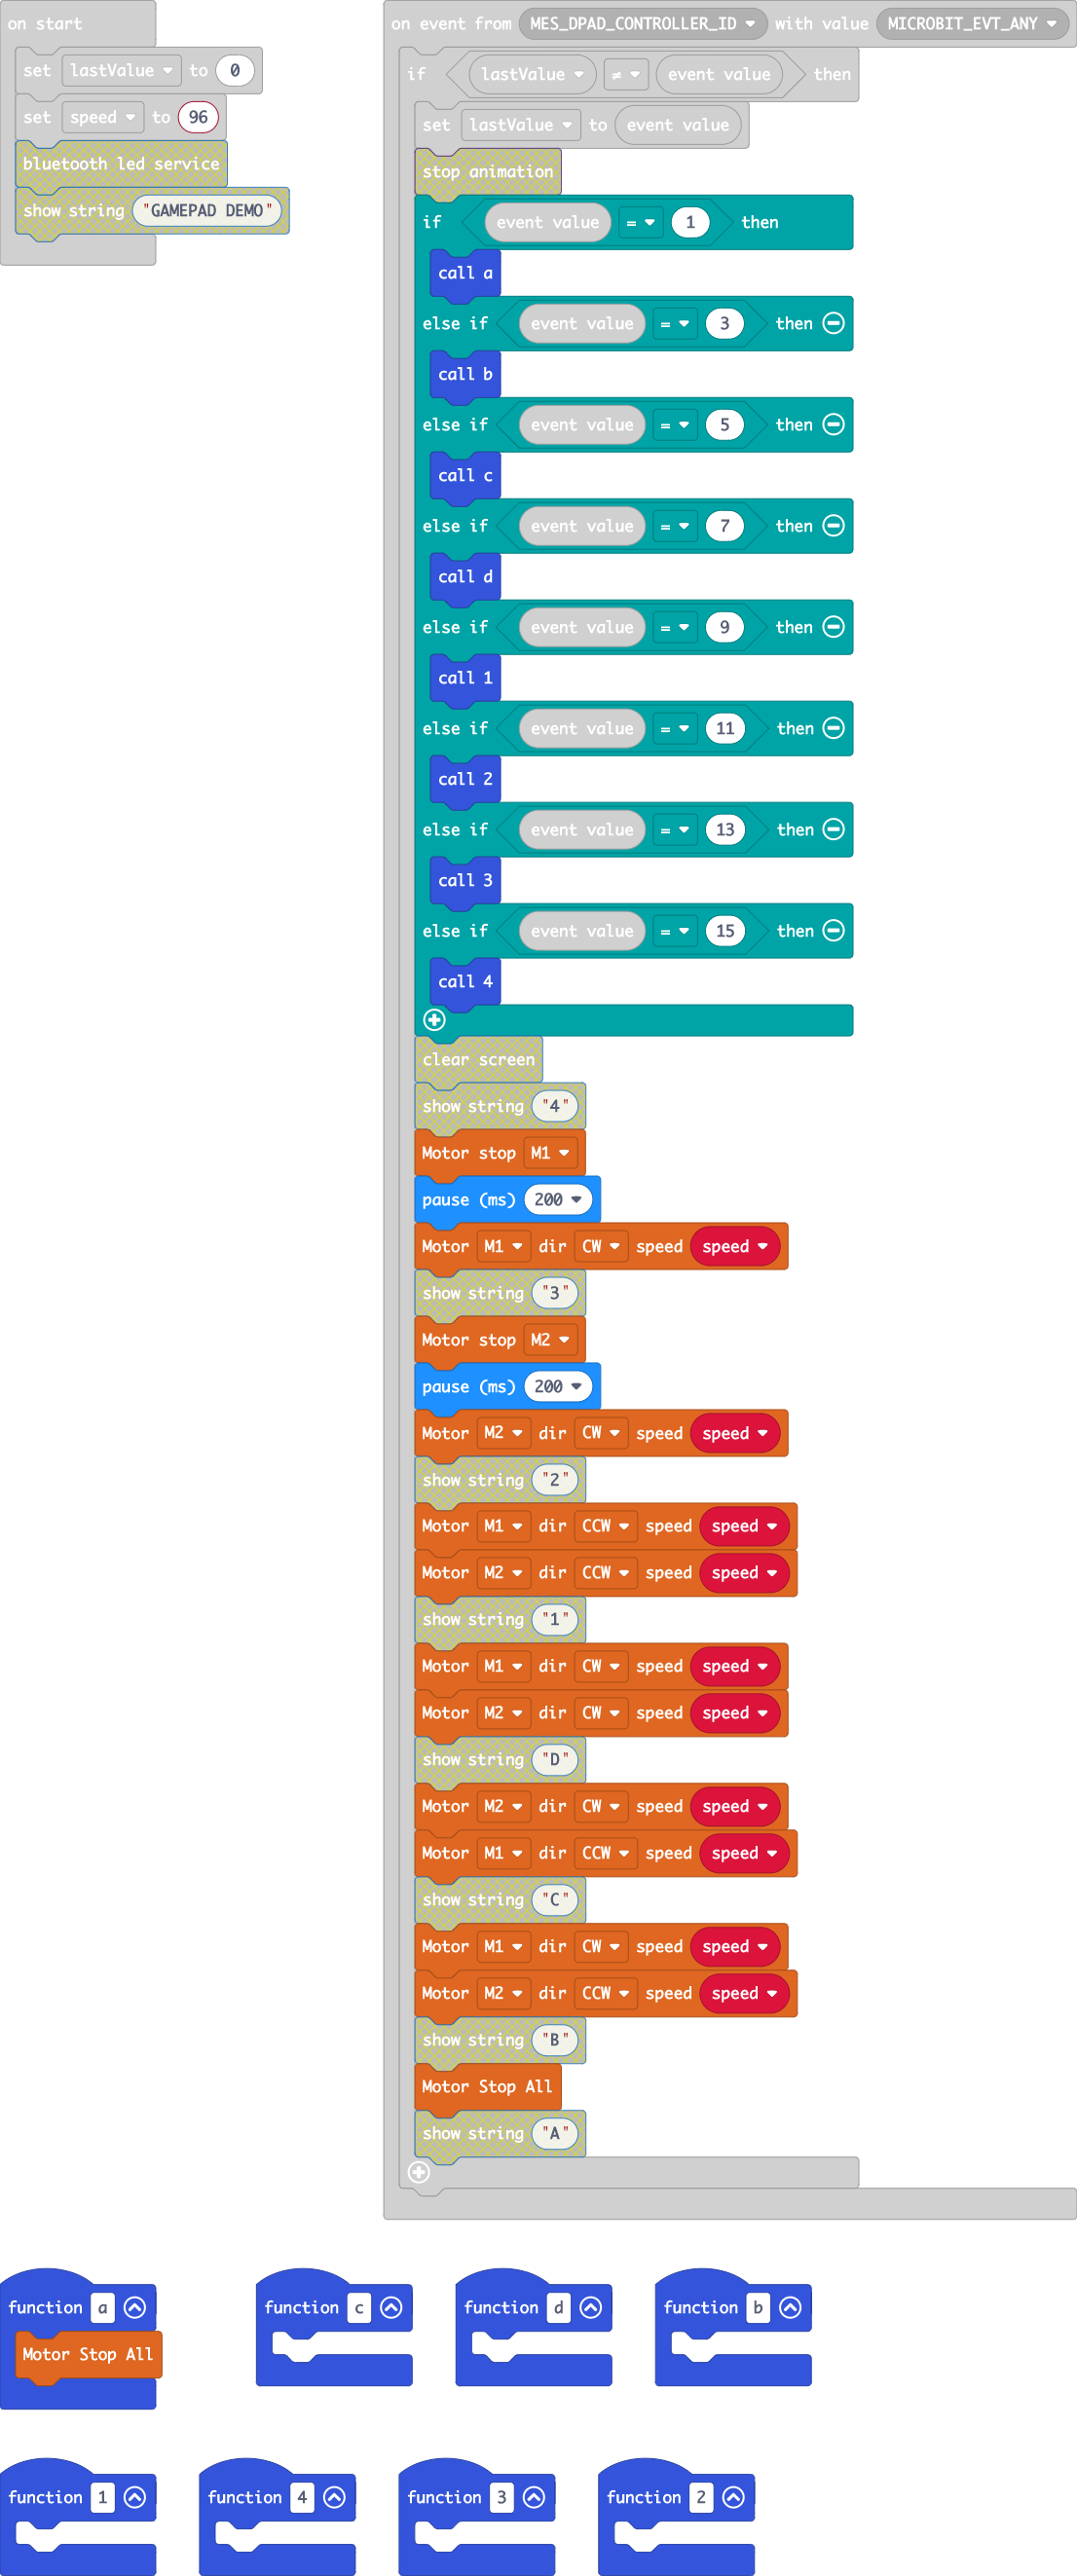 on start
set lastValue to 0
set speed to 96
bluetooth led service
show string "GAMEPAD DEMO"
on event from MES_DPAD_CONTROLLER_ID with value MICROBIT_EVT_ANY
if lastValue ≠ event value then
set lastValue to event value
stop animation
if event value = 1 then
call a
else if event value = 3 then
call b
else if event value = 5 then
call c
else if event value = 7 then
call d
else if event value = 9 then
call 1
else if event value = 11 then
call 2
else if event value = 13 then
call 3
else if event value = 15 then
call 4
clear screen
show string "4"
Motor stop M1
pause (ms) 200
Motor M1 dir CW speed speed
show string "3"
Motor stop M2
pause (ms) 200
Motor M2 dir CW speed speed
show string "2"
Motor M1 dir CCW speed speed
Motor M2 dir CCW speed speed
show string "1"
Motor M1 dir CW speed speed
Motor M2 dir CW speed speed
show string "D"
Motor M2 dir CW speed speed
Motor M1 dir CCW speed speed
show string "C"
Motor M1 dir CW speed speed
Motor M2 dir CCW speed speed
show string "B"
Motor Stop All
show string "A"
function a
Motor Stop All
function c
function d
function b
function 1
function 4
function 3
function 2